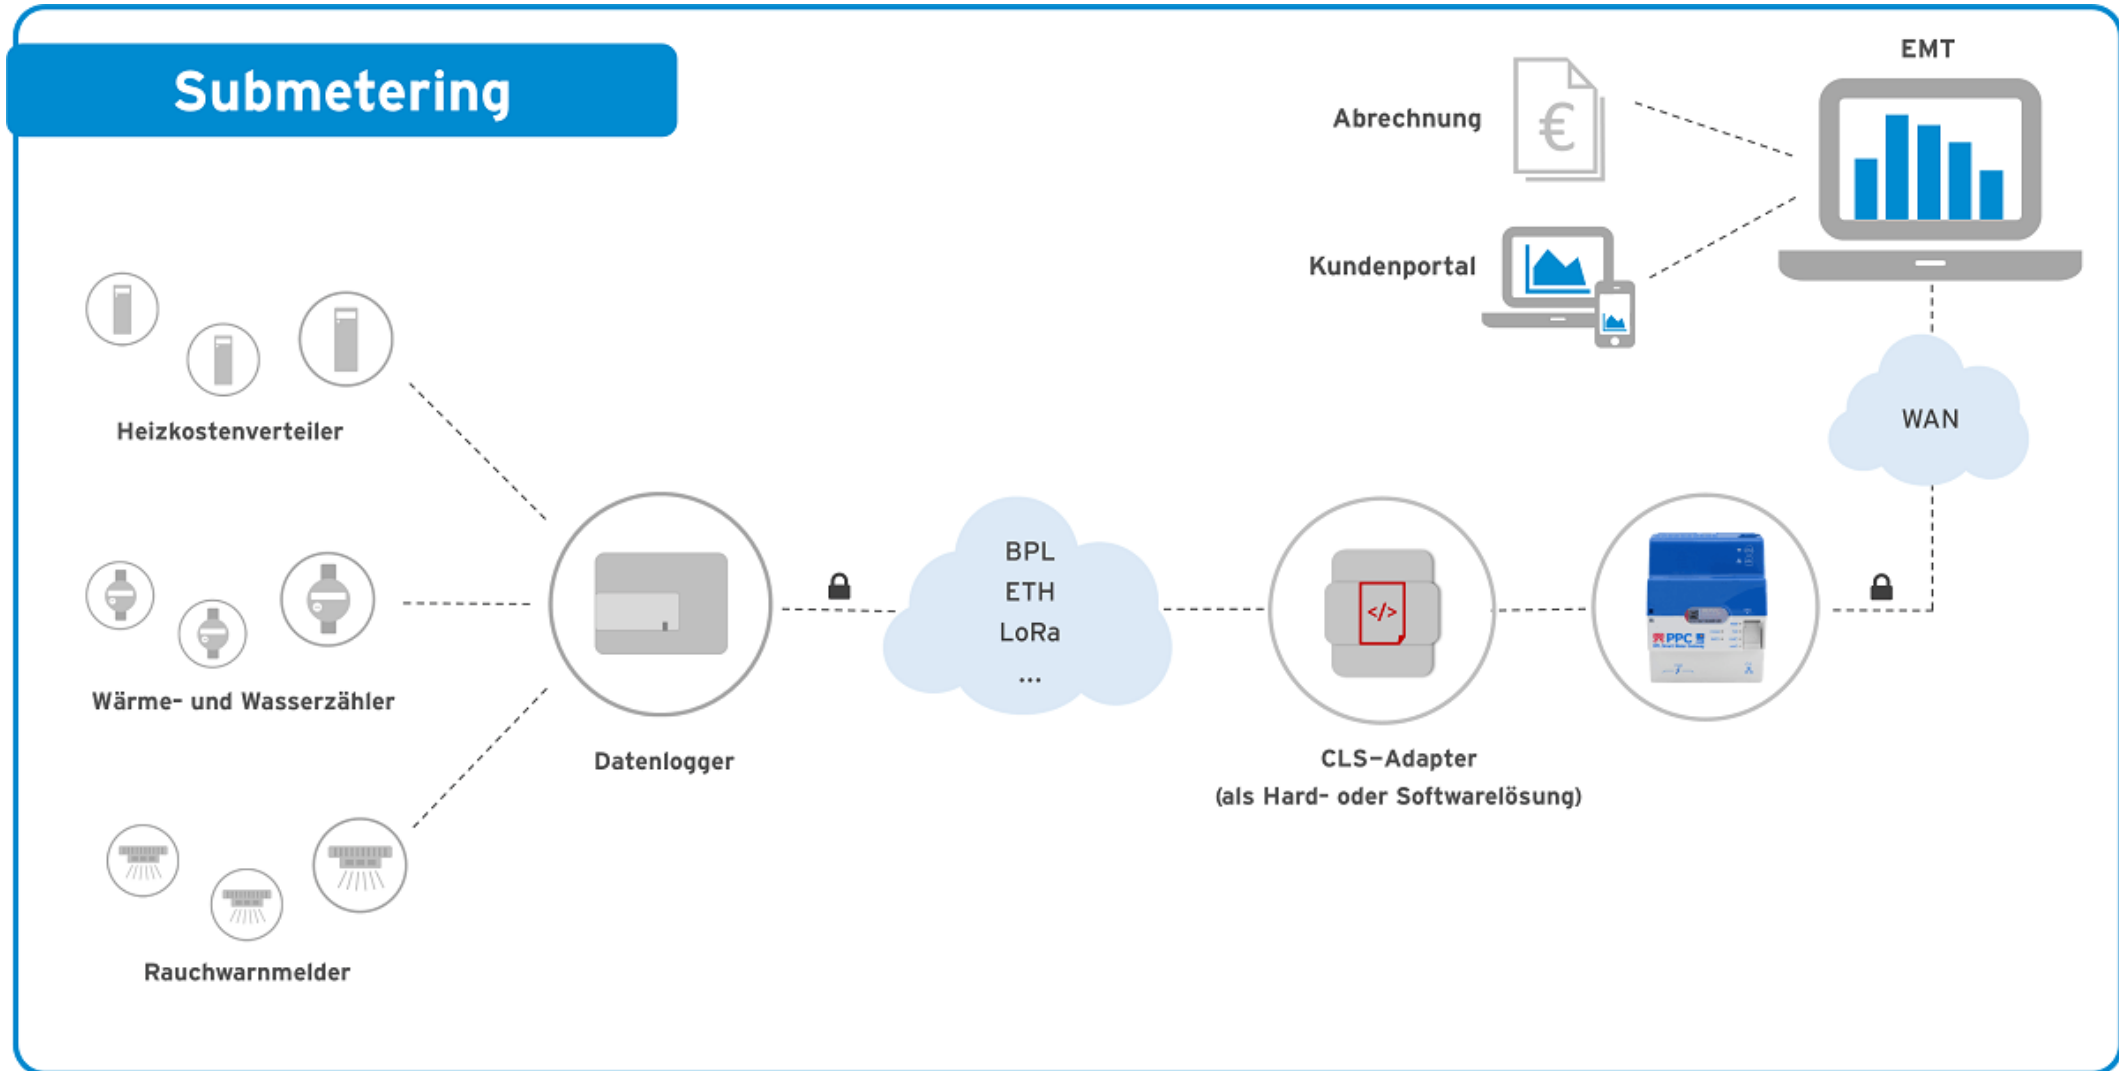 Submetering
EMT
Abrechnung
€
Kundenportal
WAN
Heizkostenverteiler
BPL
ETH
LoRa
...
</>
PPC
Wärme- und Wasserzähler
Datenlogger
CLS-Adapter
(als Hard- oder Softwarelösung)
Rauchwarnmelder